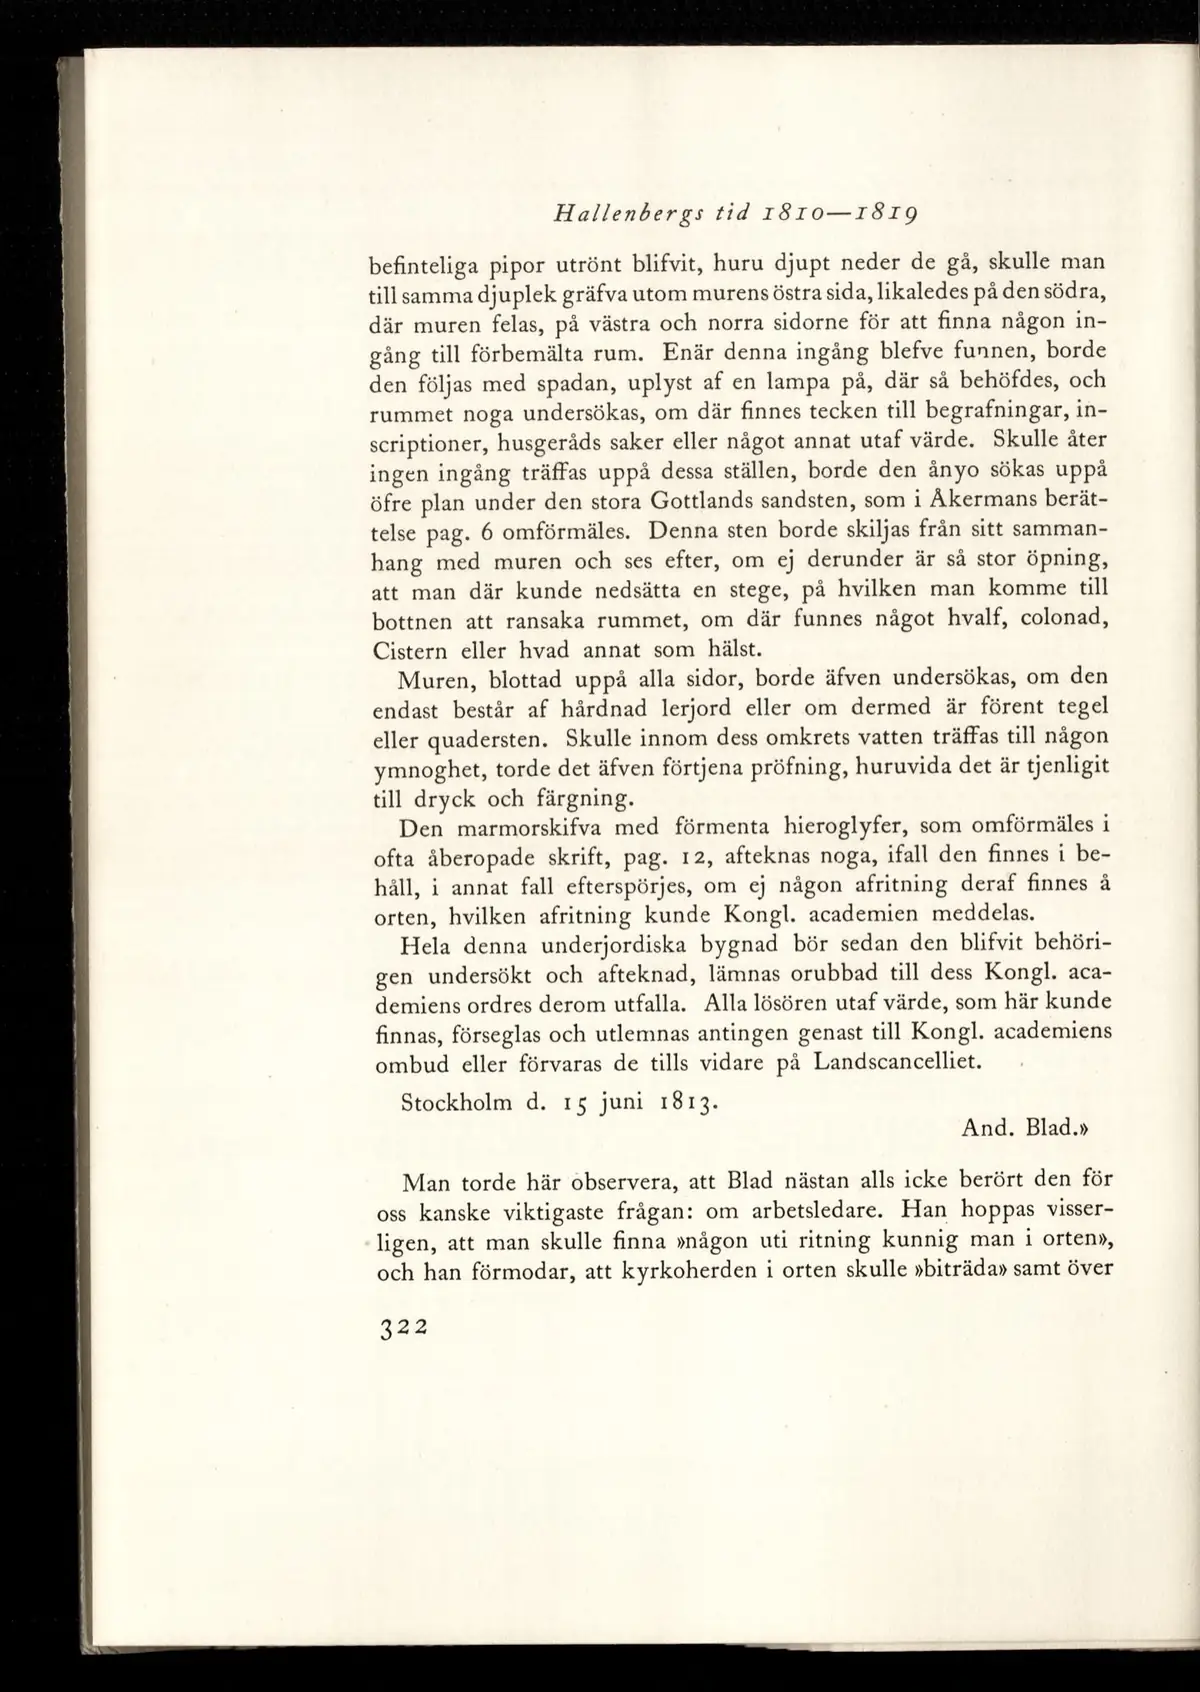 Hallenbergs tid 1810—1819
befinteliga pipor utrönt blifvit, huru djupt neder de gå, skulle man
till samma djuplek gräfva utom murens östra sida, likaledes på den södra,
där muren felas, på västra och norra sidorne för att finna någon in-
gång till förbemälta rum. Enär denna ingång blefve funnen, borde
den följas med spadan, uplyst af en lampa på, där så behöfdes, och
rummet noga undersökas, om där finnes tecken till begrafningar, in-
scriptioner, husgeråds saker eller något annat utaf värde. Skulle åter
ingen ingång träffas uppå dessa ställen, borde den ånyo sökas uppå
öfre plan under den stora Gottlands sandsten, som i Åkermans berät-
telse pag. 6 omförmäles. Denna sten borde skiljas från sitt samman-
hang med muren och ses efter, om ej derunder är så stor öpning,
att man där kunde nedsätta en stege, på hvilken man komme till
bottnen att ransaka rummet, om där funnes något hvalf, colonad,
Cistern eller hvad annat som hälst.
Muren, blottad uppå alla sidor, borde äfven undersökas, om den
endast består af hårdnad lerjord eller om dermed är förent tegel
eller quadersten. Skulle innom dess omkrets vatten träffas till någon
ymnoghet, torde det äfven förtjena pröfning, huruvida det är tjenligit
till dryck och färgning.
Den marmorskifva med förmenta hieroglyfer, som omförmäles i
ofta åberopade skrift, pag. 12, afteknas noga, ifall den finnes i be-
håll, i annat fall efterspörjes, om ej någon afritning deraf finnes å
orten, hvilken afritning kunde Kongl. academien meddelas.
Hela denna underjordiska bygnad bör sedan den blifvit behöri-
gen undersökt och afteknad, lämnas orubbad till dess Kongl. aca-
demiens ordres derom utfalla. Alla lösören utaf värde, som här kunde
finnas, förseglas och utlemnas antingen genast till Kongl. academiens
ombud eller förvaras de tills vidare på Landscancelliet.
Stockholm d. 15 juni 1813.
And. Blad.»
Man torde här observera, att Blad nästan alls icke berört den för
oss kanske viktigaste frågan: om arbetsledare. Han hoppas visser-
ligen, att man skulle finna »någon uti ritning kunnig man i orten»,
och han förmodar, att kyrkoherden i orten skulle »biträda» samt över
322